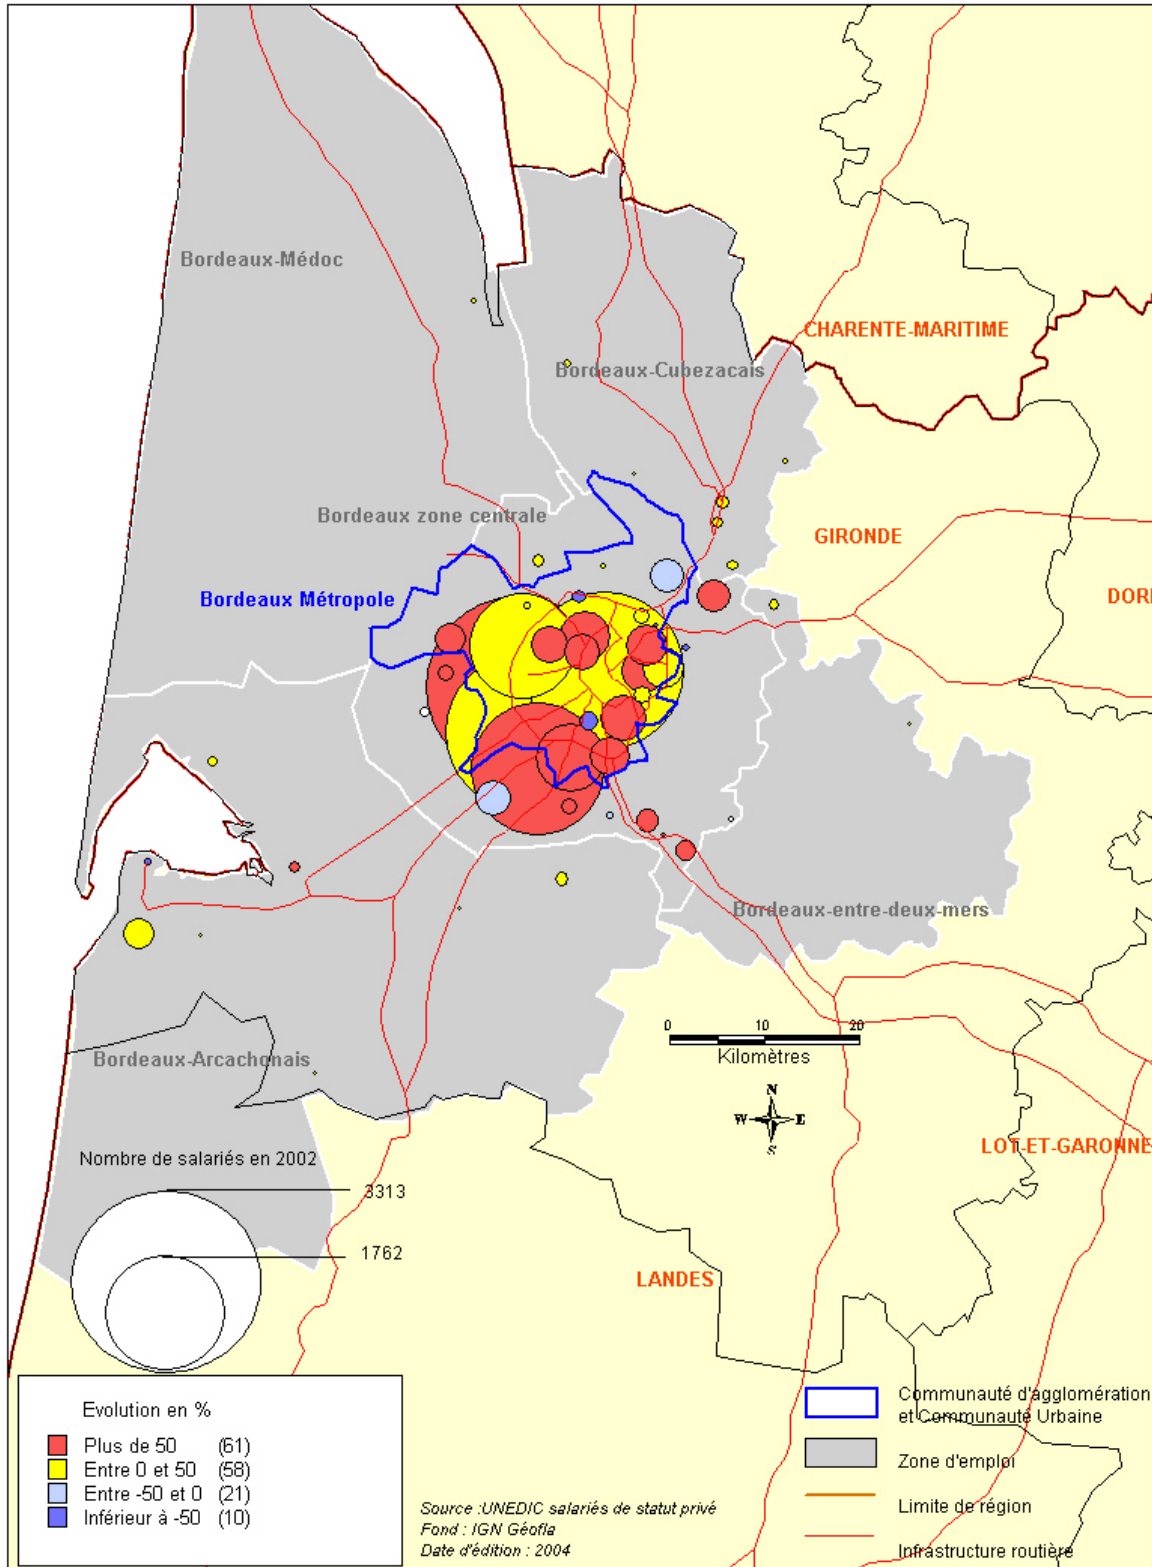 Bordeaux-Médoc
CHARENTE-MARITIME
Bordeaux-Cubezacais
Bordeaux zone centrale
GIRONDE
Bordeaux Métropole
DOR
Bordeaux-entre-deux-mers
0 10 20
Kilomètres
Bordeaux-Arcachonais
N
W E
S
LOT-ET-GARONNE
Nombre de salariés en 2002
3313
1762
LANDES
Evolution en %
Plus de 50 (61)
Entre 0 et 50 (58)
Entre -50 et 0 (21)
Inférieur à -50 (10)
Source :UNEDIC salariés de statut privé
Fond : IGN Géofla
Date d'édition : 2004
Communauté d'agglomération
et Communauté Urbaine
Zone d'emploi
Limite de région
Infrastructure routière